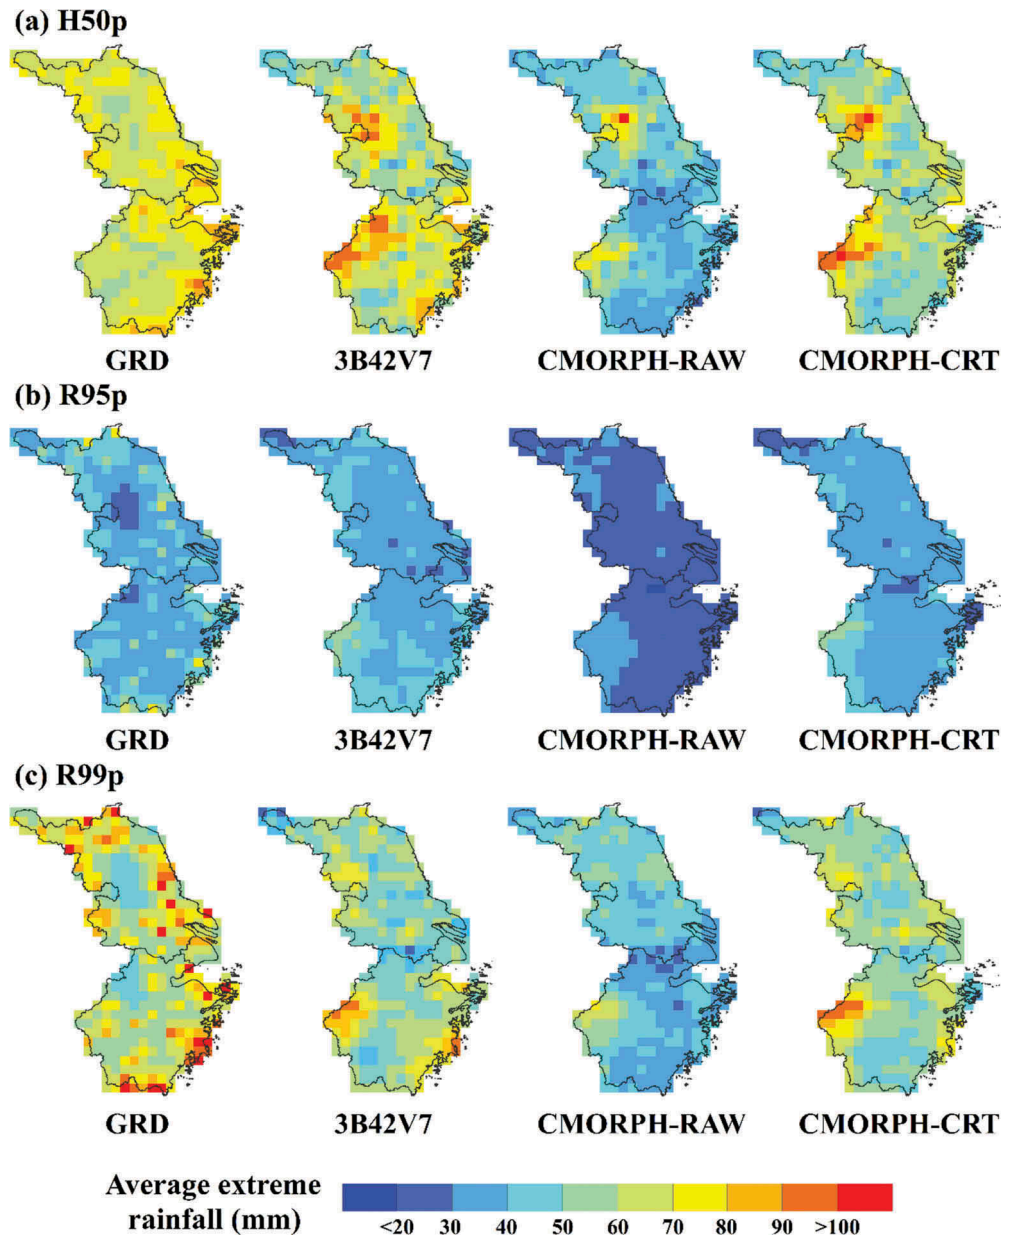 (a) H50p
GRD
3B42V7
CMORPH-RAW
CMORPH-CRT
(b) R95p
GRD
3B42V7
CMORPH-RAW
CMORPH-CRT
(c) R99p
GRD
3B42V7
CMORPH-RAW
CMORPH-CRT
Average extreme
rainfall (mm)
<20 30 40 50 60 70 80 90 >100